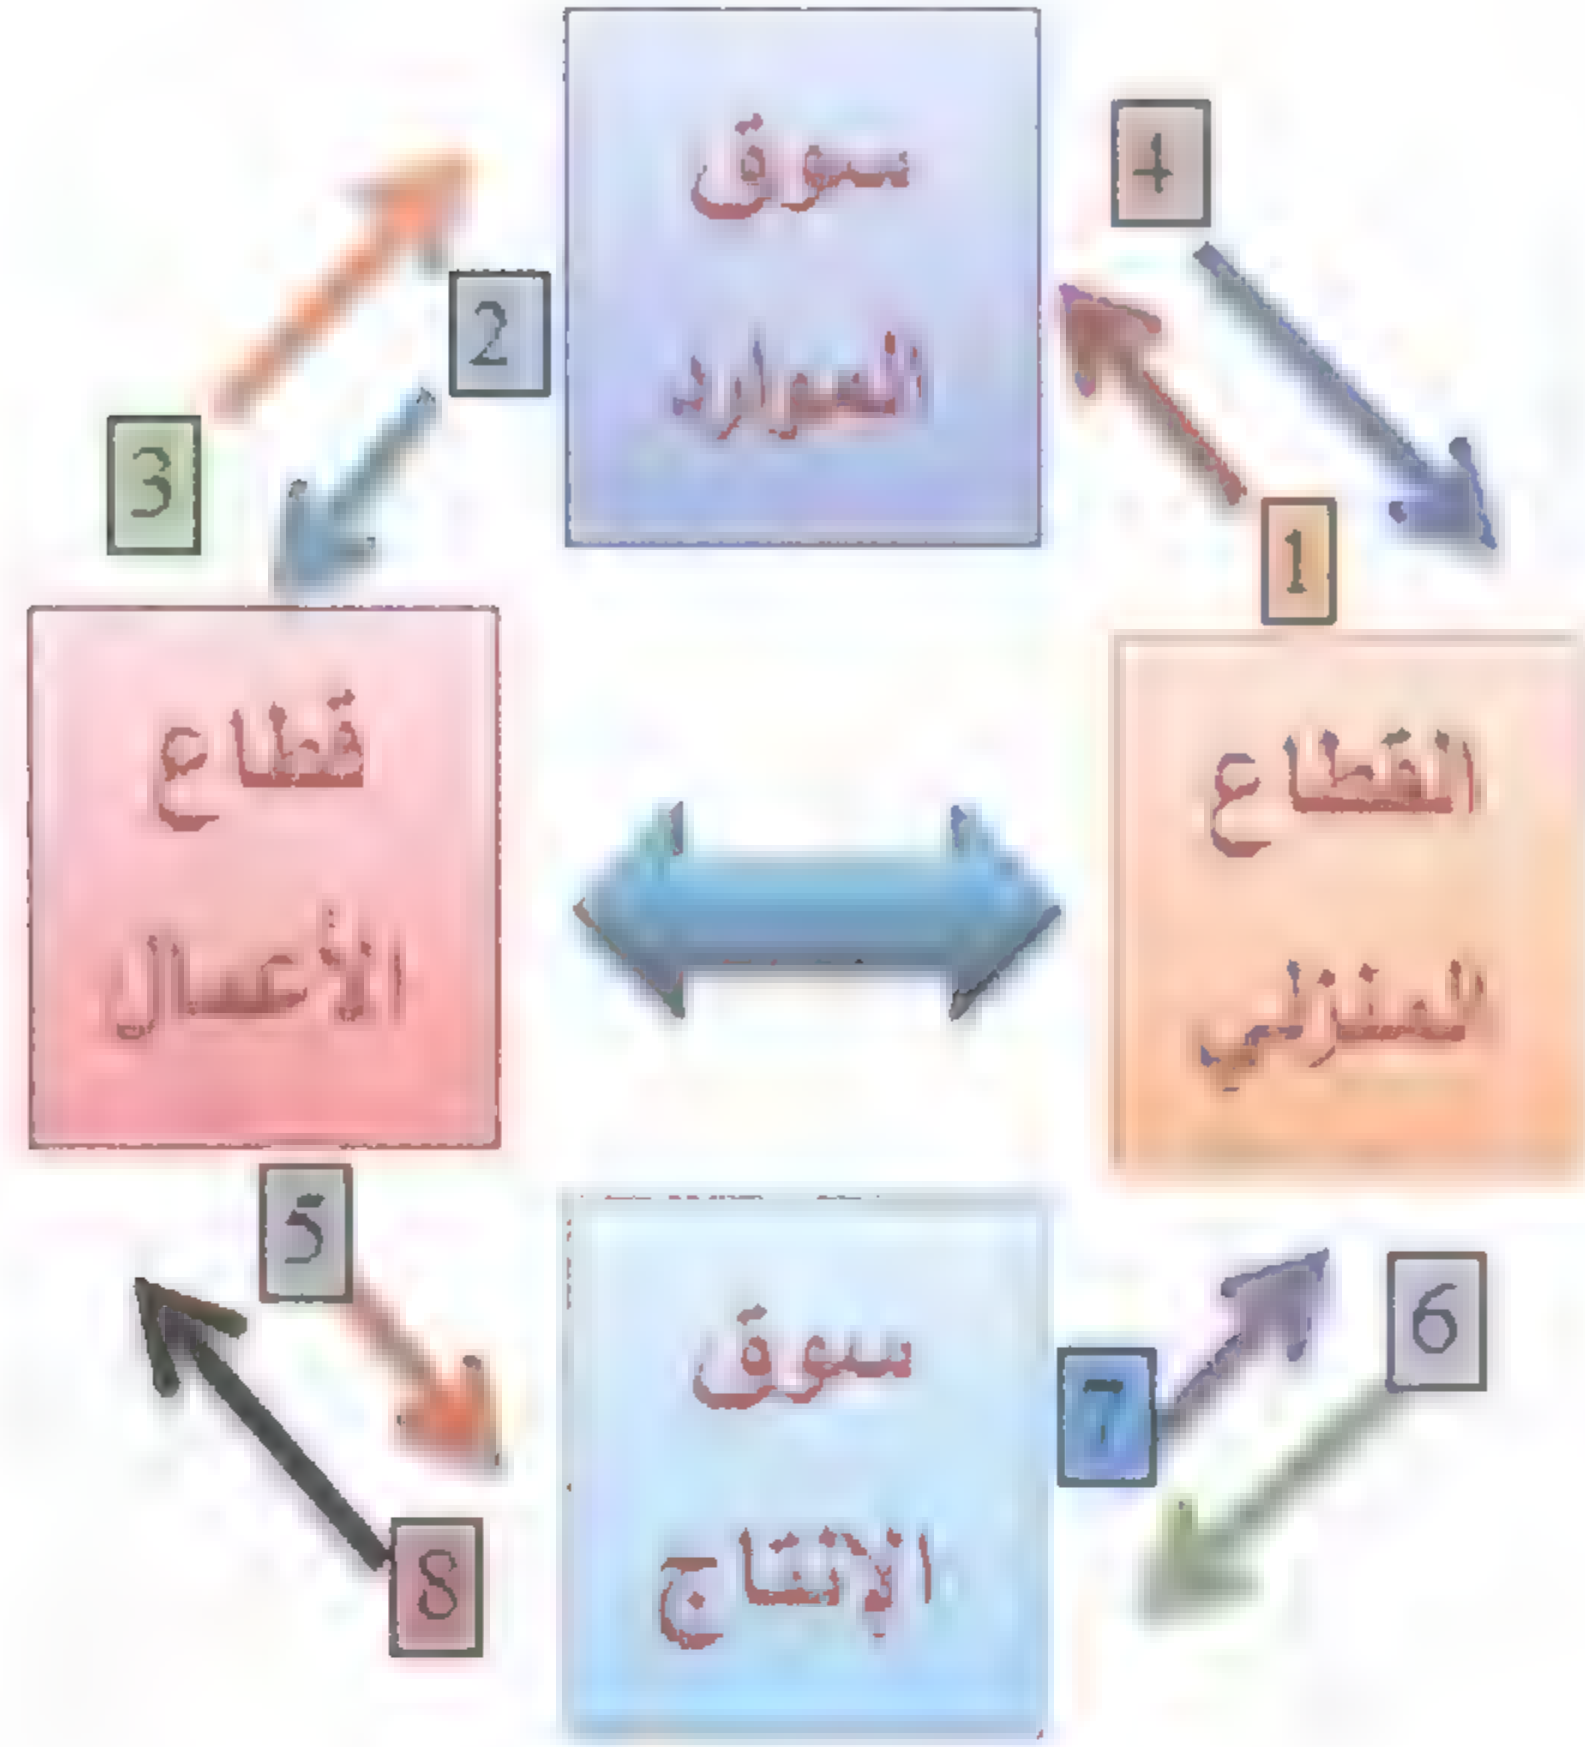 سوق
الموارد
4
2
3
1
قطاع
الأعمال
القطاع
المنزلي
5
8
سوق
الإنتاج
7
6